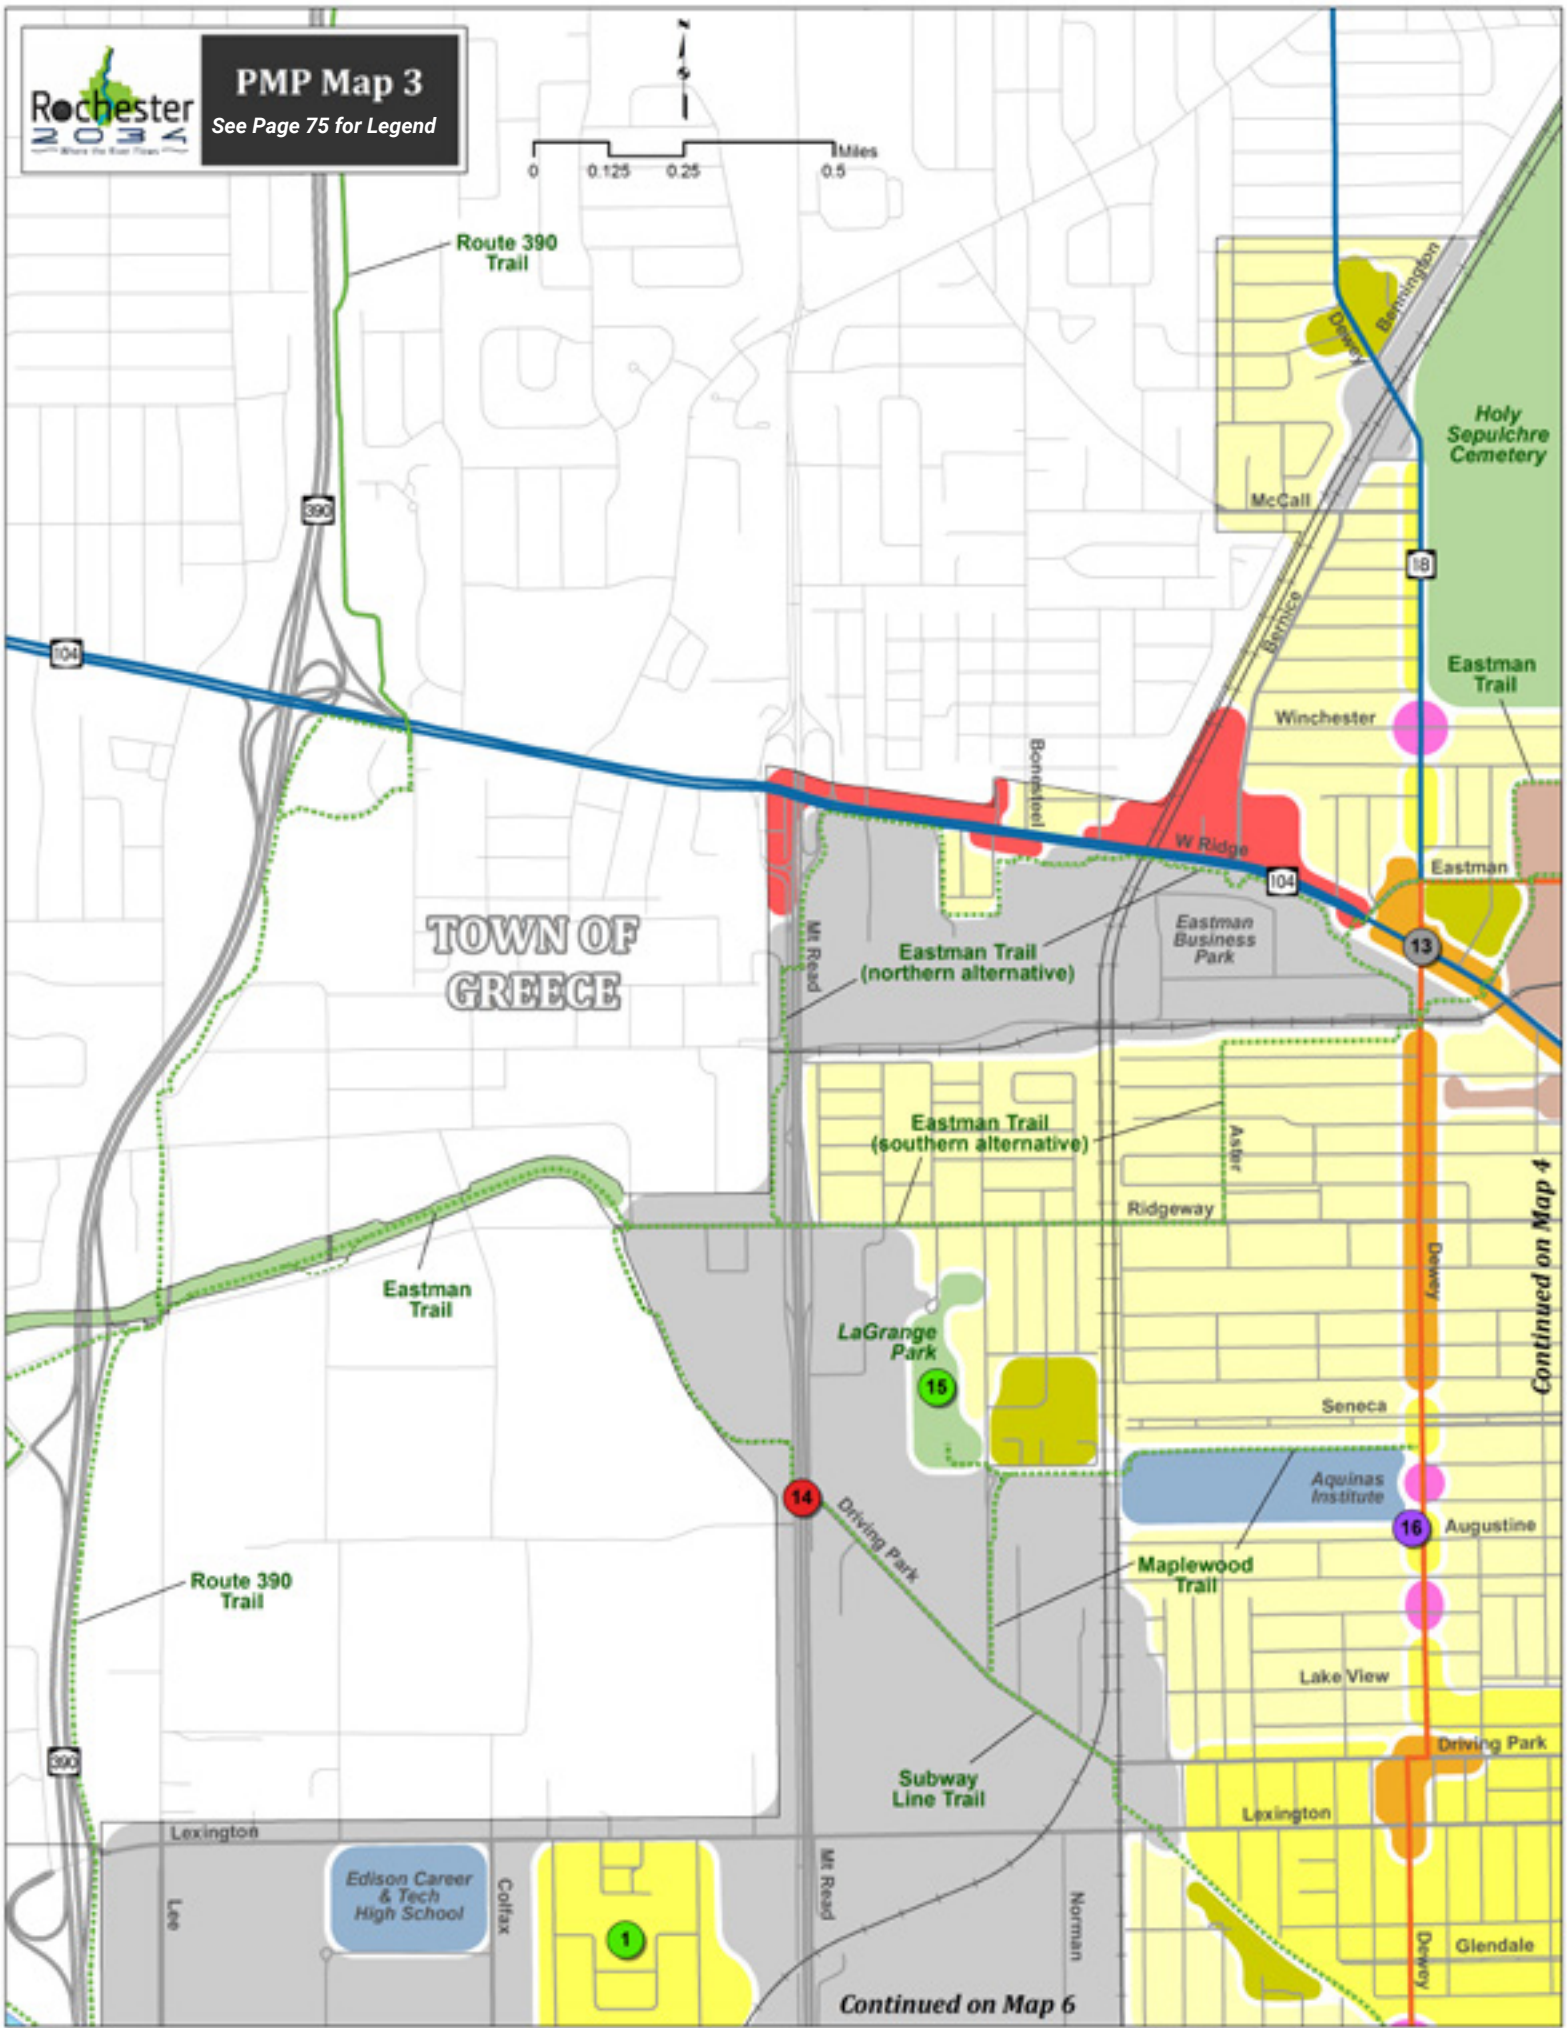 Rochester
2034
Where the River Flows
PMP Map 3
See Page 75 for Legend
N
Miles
0
0.125
0.25
0.5
Route 390
Trail
Bennington
Dewey
Holy
Sepulchre
Cemetery
390
McCall
18
Bernice
104
Eastman
Trail
Winchester
Bonesteel
W Ridge
Eastman
104
TOWN OF
GREECE
Mt Read
Eastman Trail
(northern alternative)
Eastman
Business
Park
13
Eastman Trail
(southern alternative)
Aster
Ridgeway
Continued on Map 4
Dewey
Eastman
Trail
LaGrange
Park
15
Seneca
Aquinas
Institute
14
Driving Park
16
Augustine
Route 390
Trail
Maplewood
Trail
Lake View
390
Driving Park
Subway
Line Trail
Lexington
Lexington
Edison Career
& Tech
High School
Lee
Colfax
Mt Read
Norman
1
Glendale
Dewey
Continued on Map 6